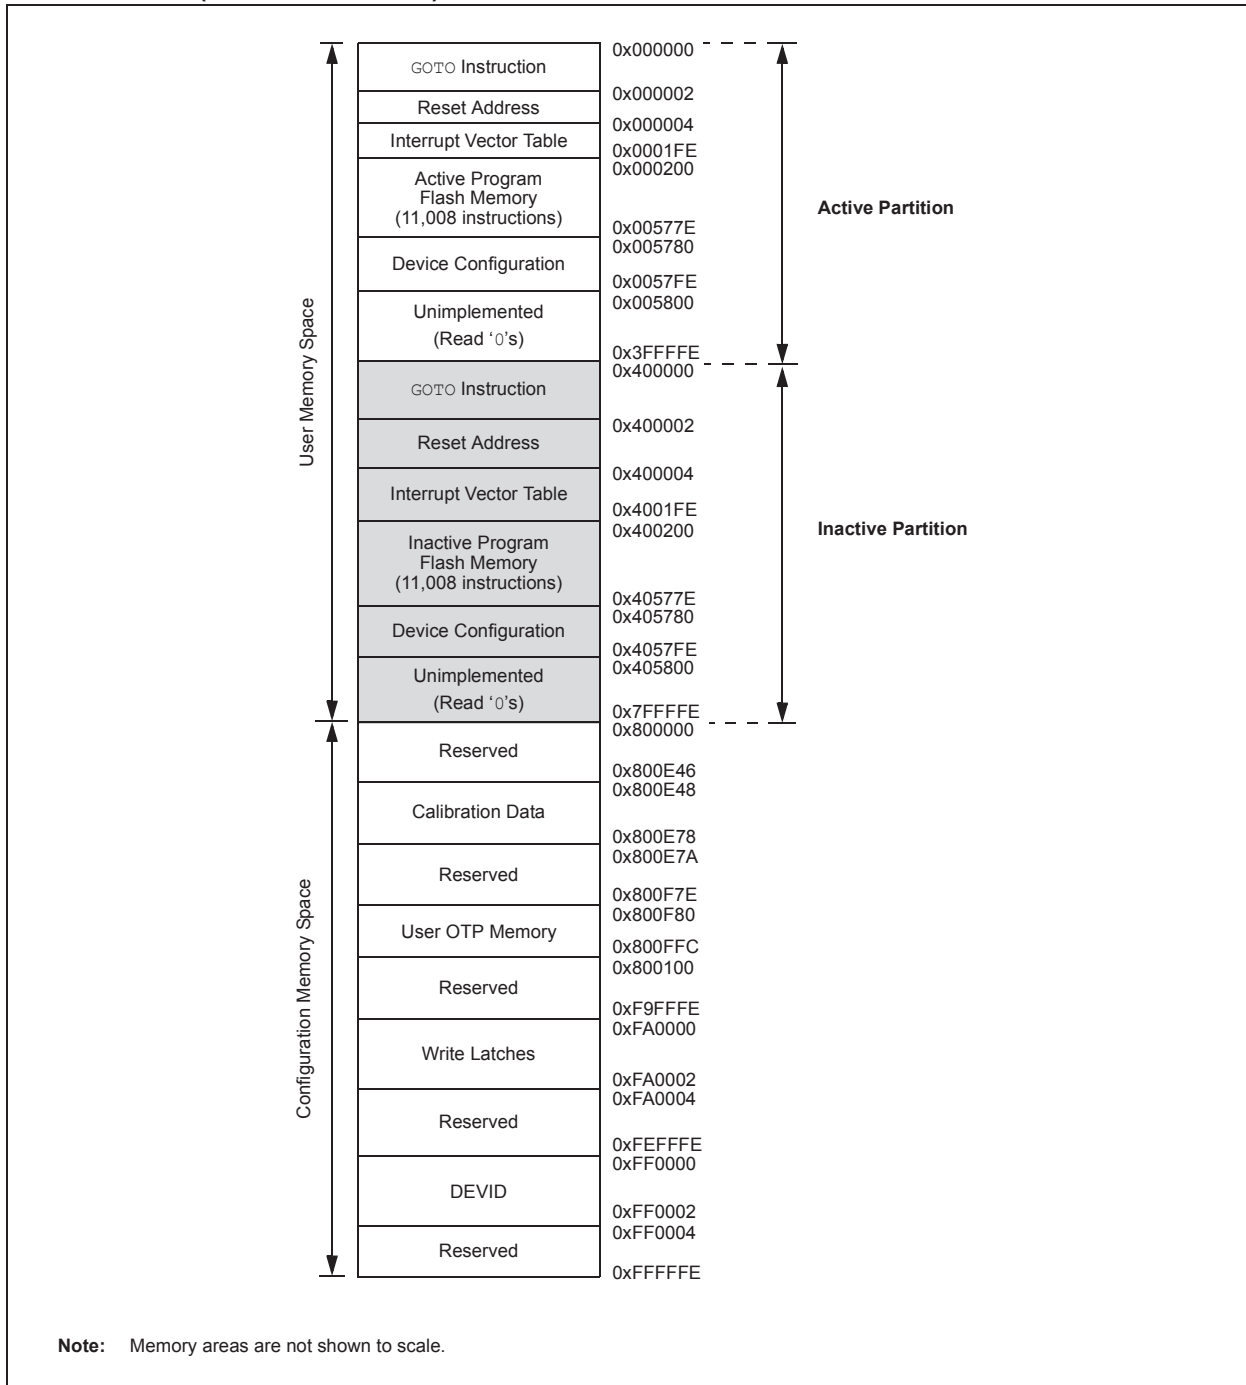 GOTO Instruction
0x000000
Reset Address
0x000002
Interrupt Vector Table
0x000004
0x0001FE
0x000200
Active Program
Flash Memory
(11,008 instructions)
Active Partition
0x00577E
0x005780
Device Configuration
0x0057FE
0x005800
Unimplemented
(Read ‘0’s)
0x3FFFFE
0x400000
User Memory Space
GOTO Instruction
0x400002
Reset Address
0x400004
Interrupt Vector Table
0x4001FE
0x400200
Inactive Partition
Inactive Program
Flash Memory
(11,008 instructions)
0x40577E
0x405780
Device Configuration
0x4057FE
0x405800
Unimplemented
(Read ‘0’s)
0x7FFFFE
0x800000
Reserved
0x800E46
0x800E48
Calibration Data
0x800E78
0x800E7A
Reserved
0x800F7E
0x800F80
User OTP Memory
0x800FFC
0x800100
Configuration Memory Space
Reserved
0xF9FFFE
0xFA0000
Write Latches
0xFA0002
0xFA0004
Reserved
0xFEFFFE
0xFF0000
DEVID
0xFF0002
0xFF0004
Reserved
0xFFFFFE
Note: Memory areas are not shown to scale.